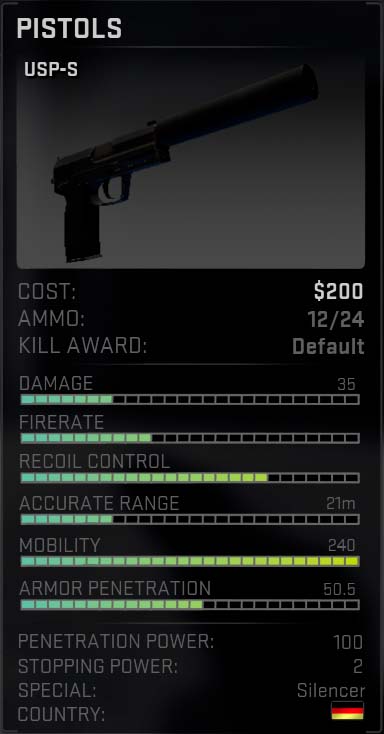 PISTOLS
USP-S
COST: $200
AMMO: 12/24
KILL AWARD: Default
DAMAGE 35
FIRERATE
RECOIL CONTROL
ACCURATE RANGE 21m
MOBILITY 240
ARMOR PENETRATION 50.5
PENETRATION POWER: 100
STOPPING POWER: 2
SPECIAL: Silencer
COUNTRY: